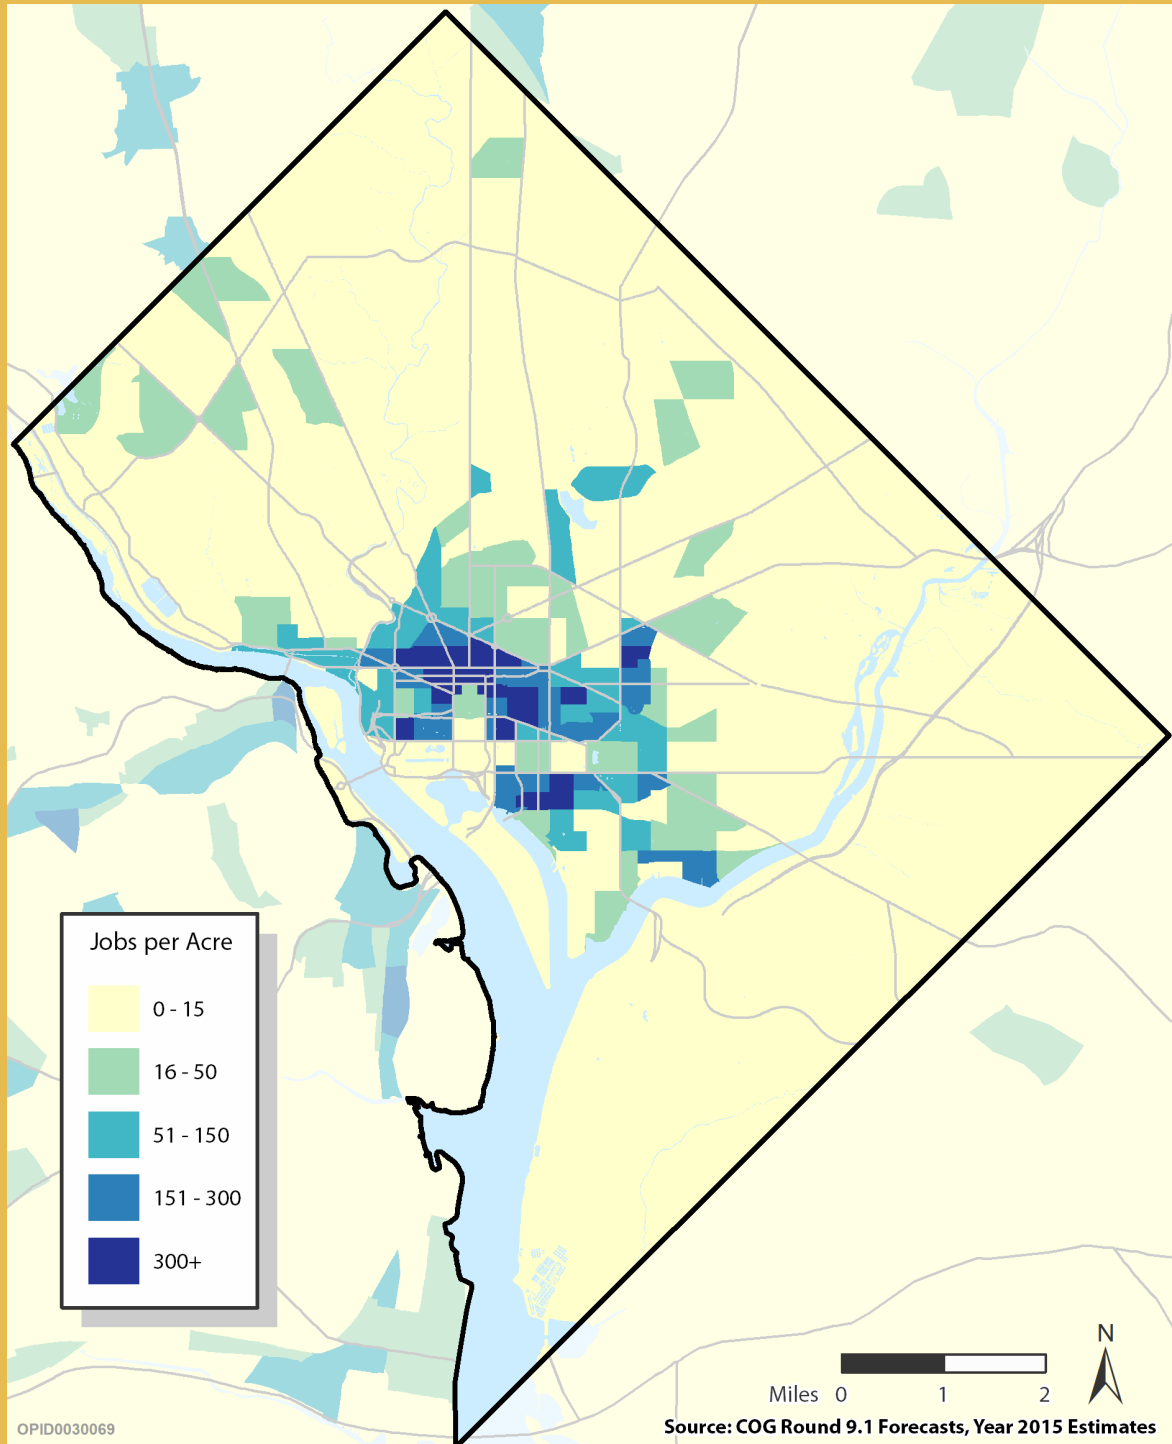 Jobs per Acre
0 - 15
16 - 50
51 - 150
151 - 300
300+
N
Miles 0 1 2
OPID0030069
Source: COG Round 9.1 Forecasts, Year 2015 Estimates